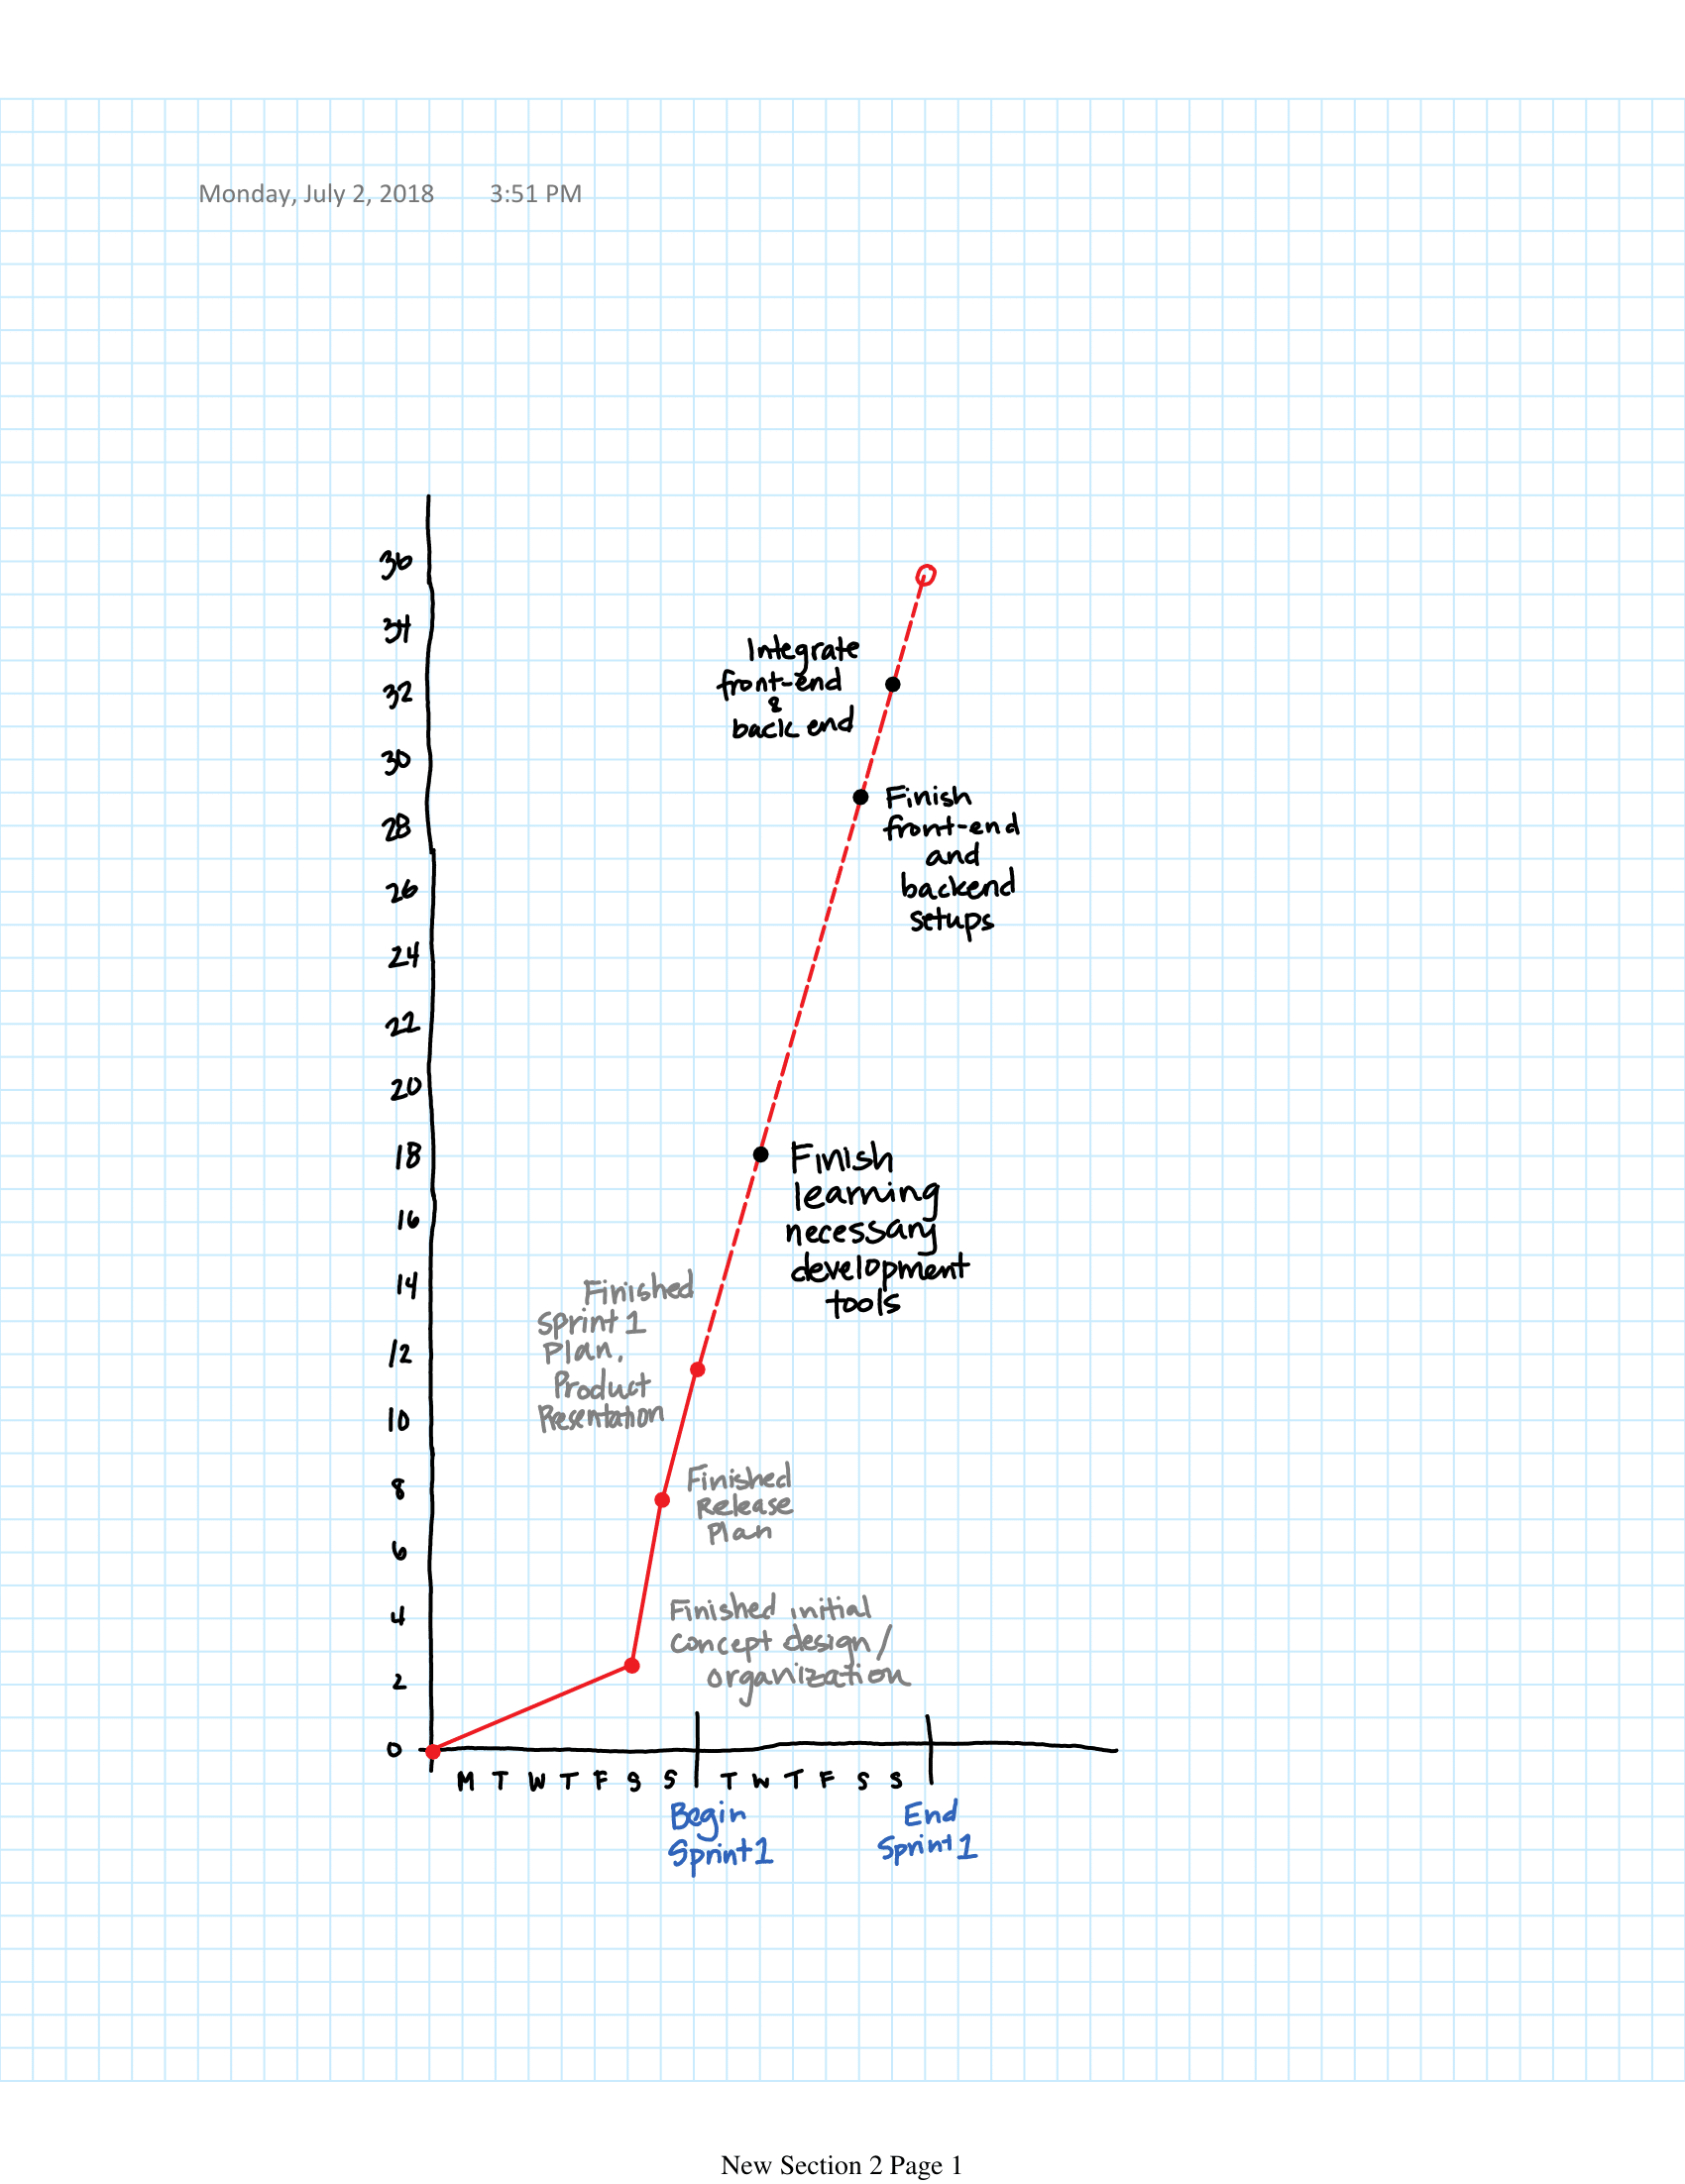 Monday, July 2, 2018 3:51 PM
36
34
Integrate
front-end
&
back end
32
30
Finish
front-end
and
backend
setups
28
26
24
22
20
18
Finish
learning
necessary
development
tools
16
14
Finished
Sprint 1
Plan,
Product
Presentation
12
10
8
Finished
Release
Plan
6
4
Finished initial
concept design/
organization
2
0
M T W T F S S T W T F S S
Begin
Sprint 1
End
Sprint 1
New Section 2 Page 1